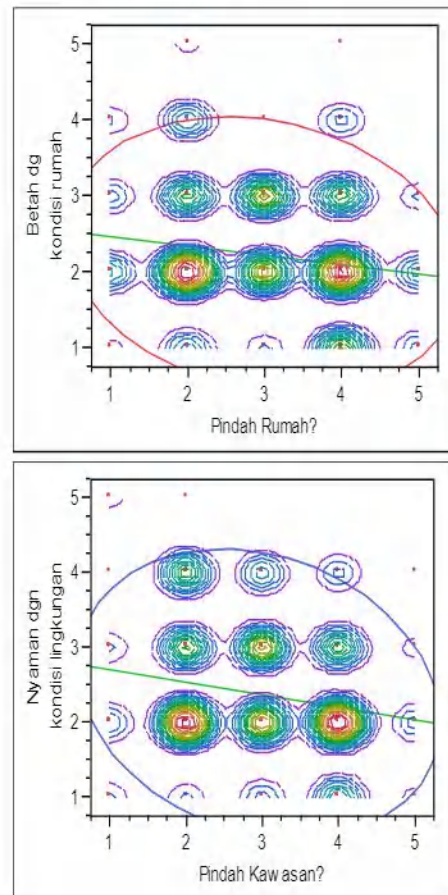 Betah dg
kondisi rumah
5
4
3
2
1
1 2 3 4 5
Pindah Rumah?
Nyaman dgn
kondisi lingkungan
5
4
3
2
1
1 2 3 4 5
Pindah Kawasan?